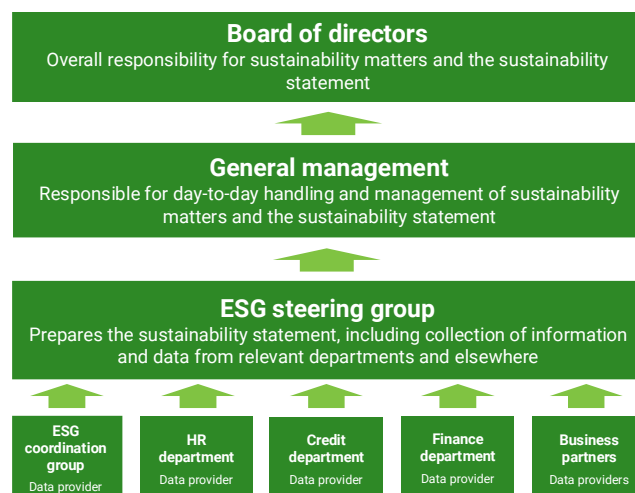 Board of directors
Overall responsibility for sustainability matters and the sustainability
statement
General management
Responsible for day-to-day handling and management of sustainability
matters and the sustainability statement
ESG steering group
Prepares the sustainability statement, including collection of information
and data from relevant departments and elsewhere
ESG
coordination
group
Data provider
HR
department
Data provider
Credit
department
Data provider
Finance
department
Data provider
Business
partners
Data providers